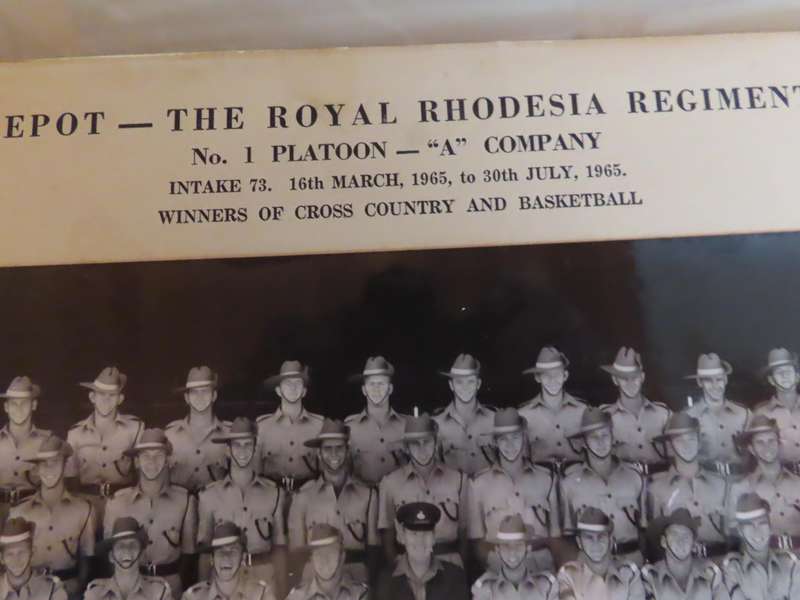 EPOT — THE ROYAL RHODESIA REGIMENT
No. 1 PLATOON — "A" COMPANY
INTAKE 73. 16th MARCH, 1965, to 30th JULY, 1965.
WINNERS OF CROSS COUNTRY AND BASKETBALL